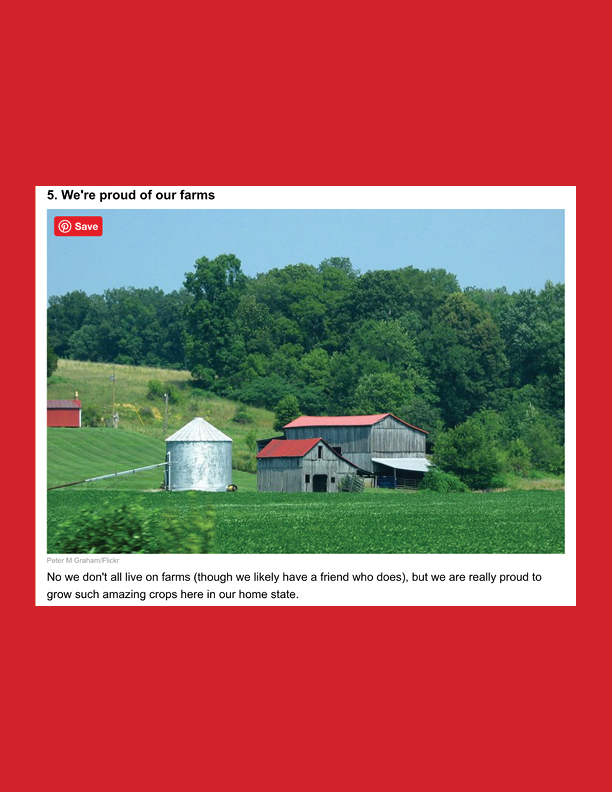 5. We're proud of our farms
Save
Peter M Graham/Flickr
No we don't all live on farms (though we likely have a friend who does), but we are really proud to
grow such amazing crops here in our home state.